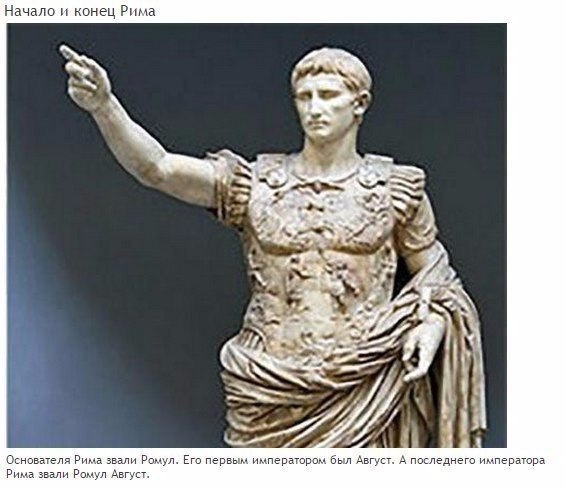 Начало и конец Рима
Основателя Рима звали Ромул. Его первым императором был Август. А последнего императора
Рима звали Ромул Август.